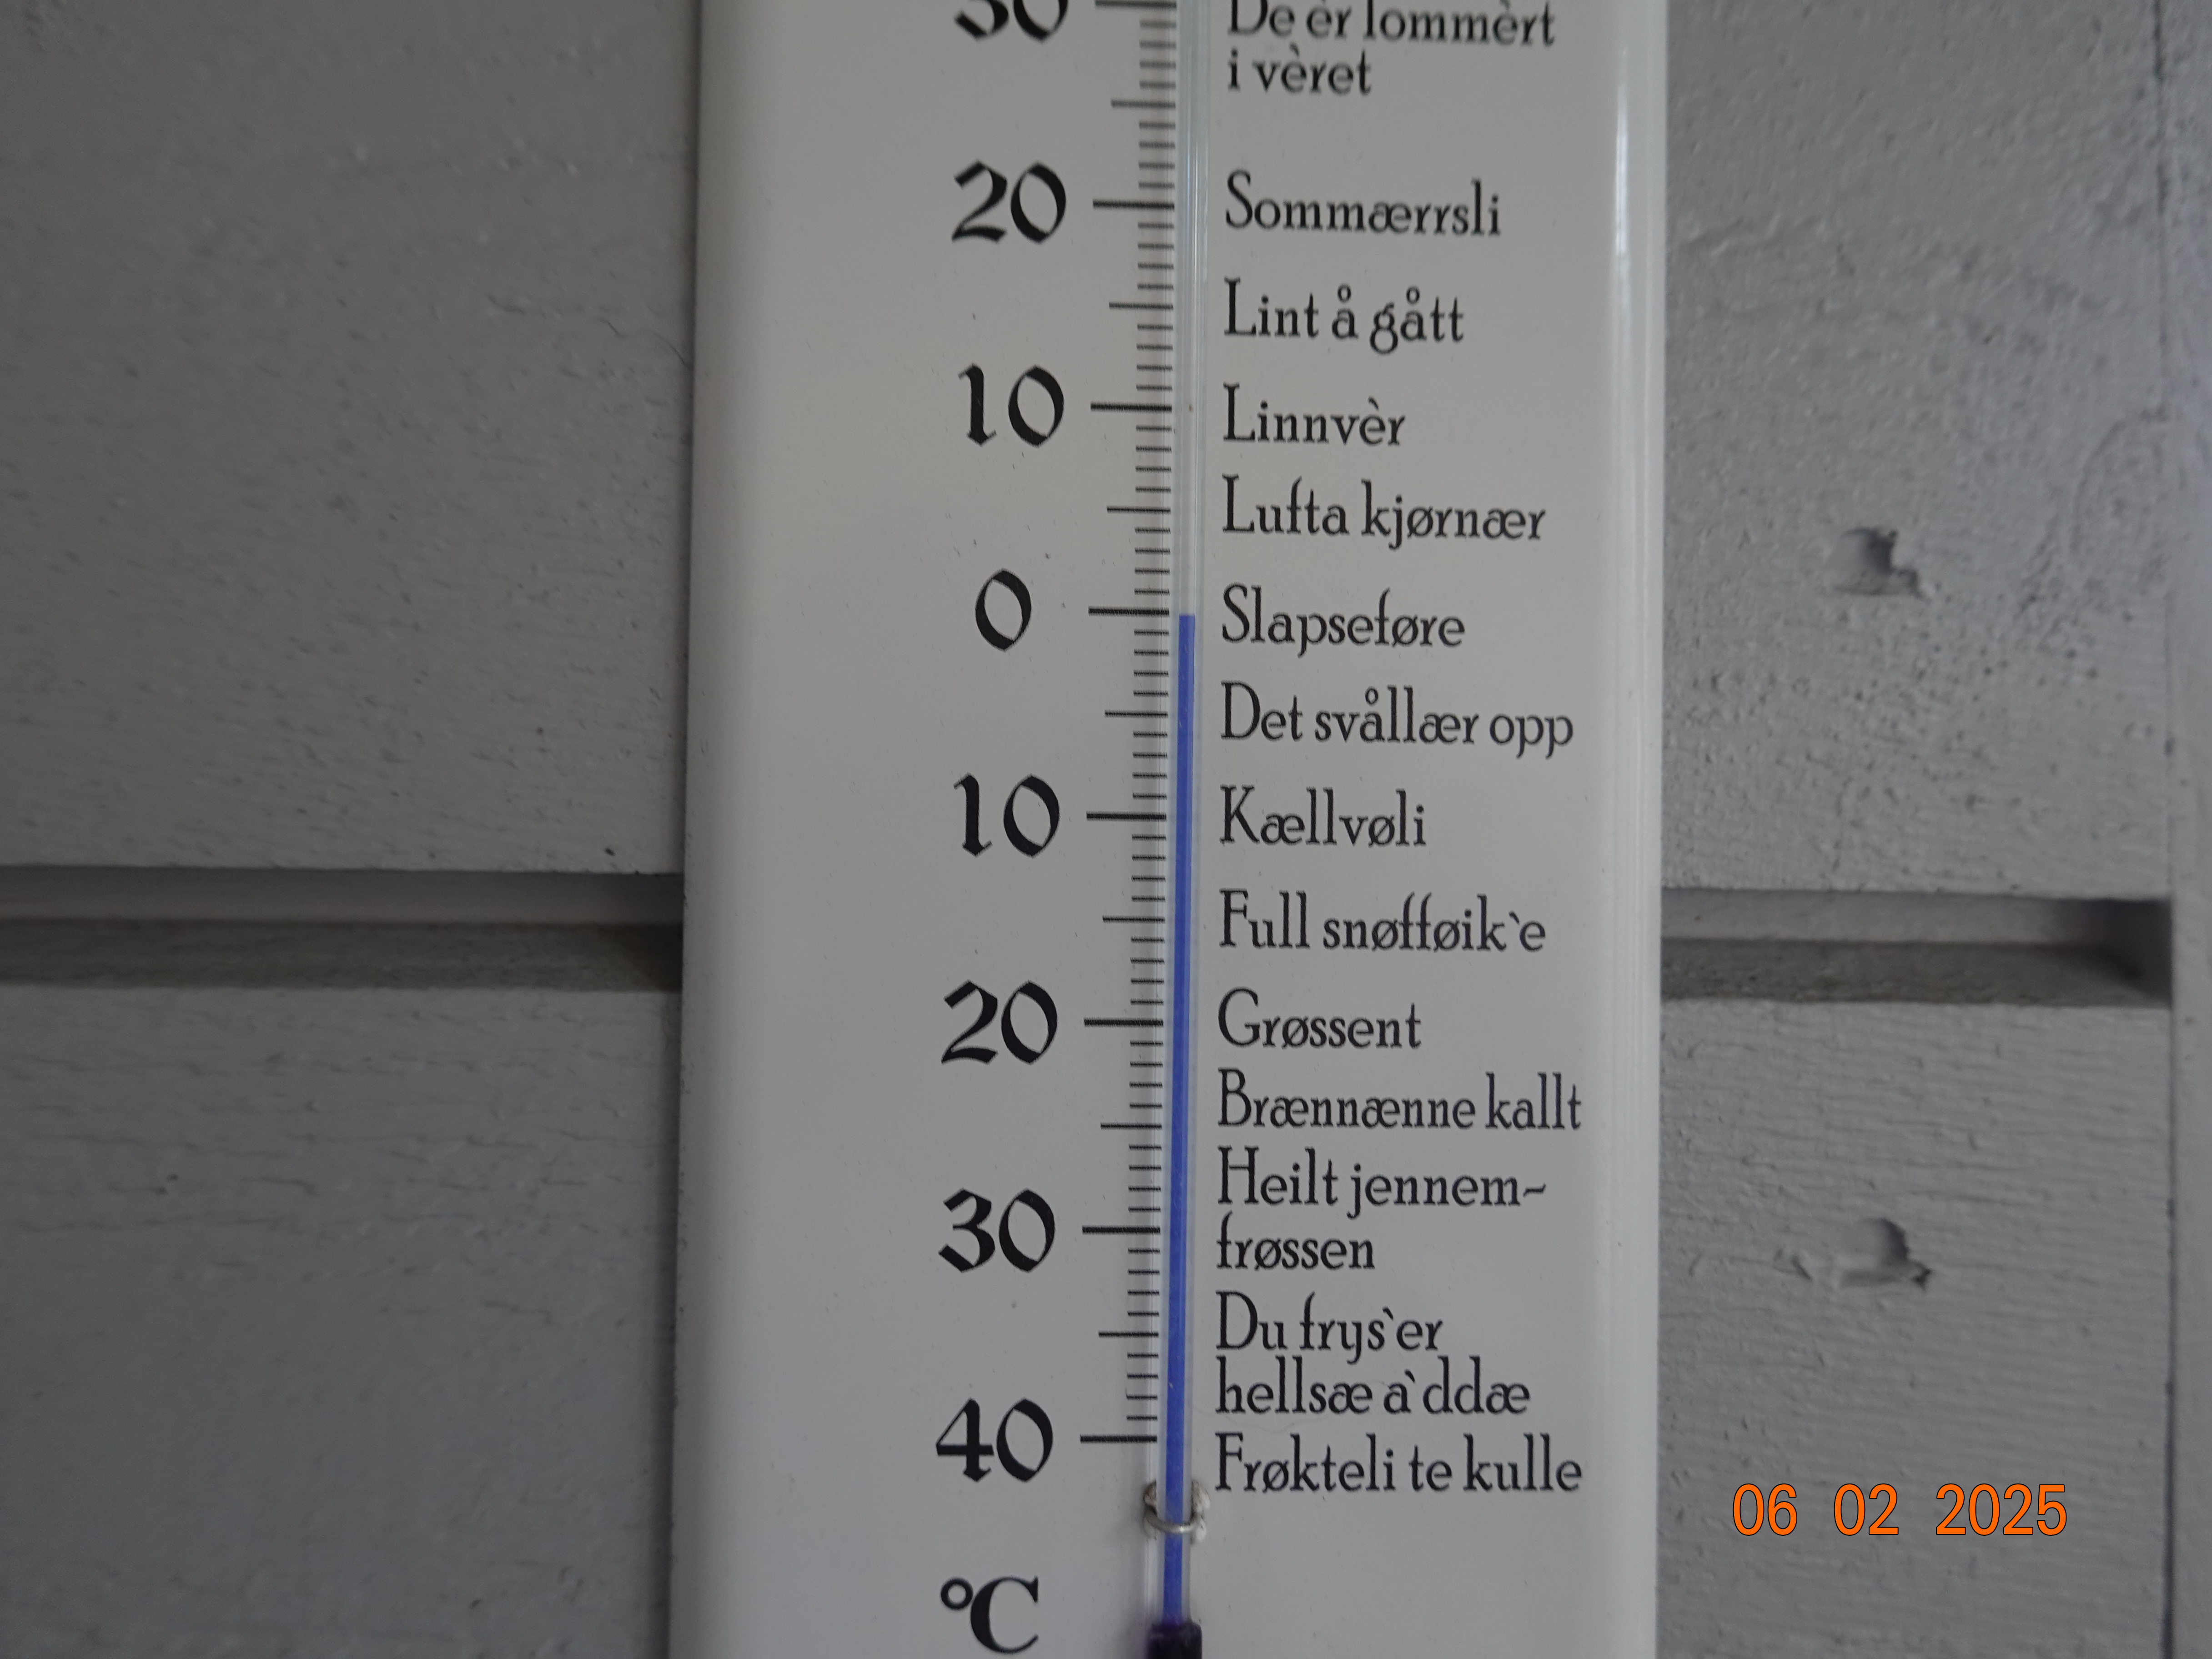 30 De èr lommèrt
i vèret
20 Sommærrsli
Lint å gått
10 Linnvèr
Lufta kjørnær
0 Slapseføre
Det svållær opp
10 Kællvøli
Full snøfføik`e
20 Grøssent
Brænnænne kallt
Heilt jennem-
30 frøssen
Du frys`er
hellsæ a`ddæ
40 Frøkteli te kulle
06 02 2025
°C